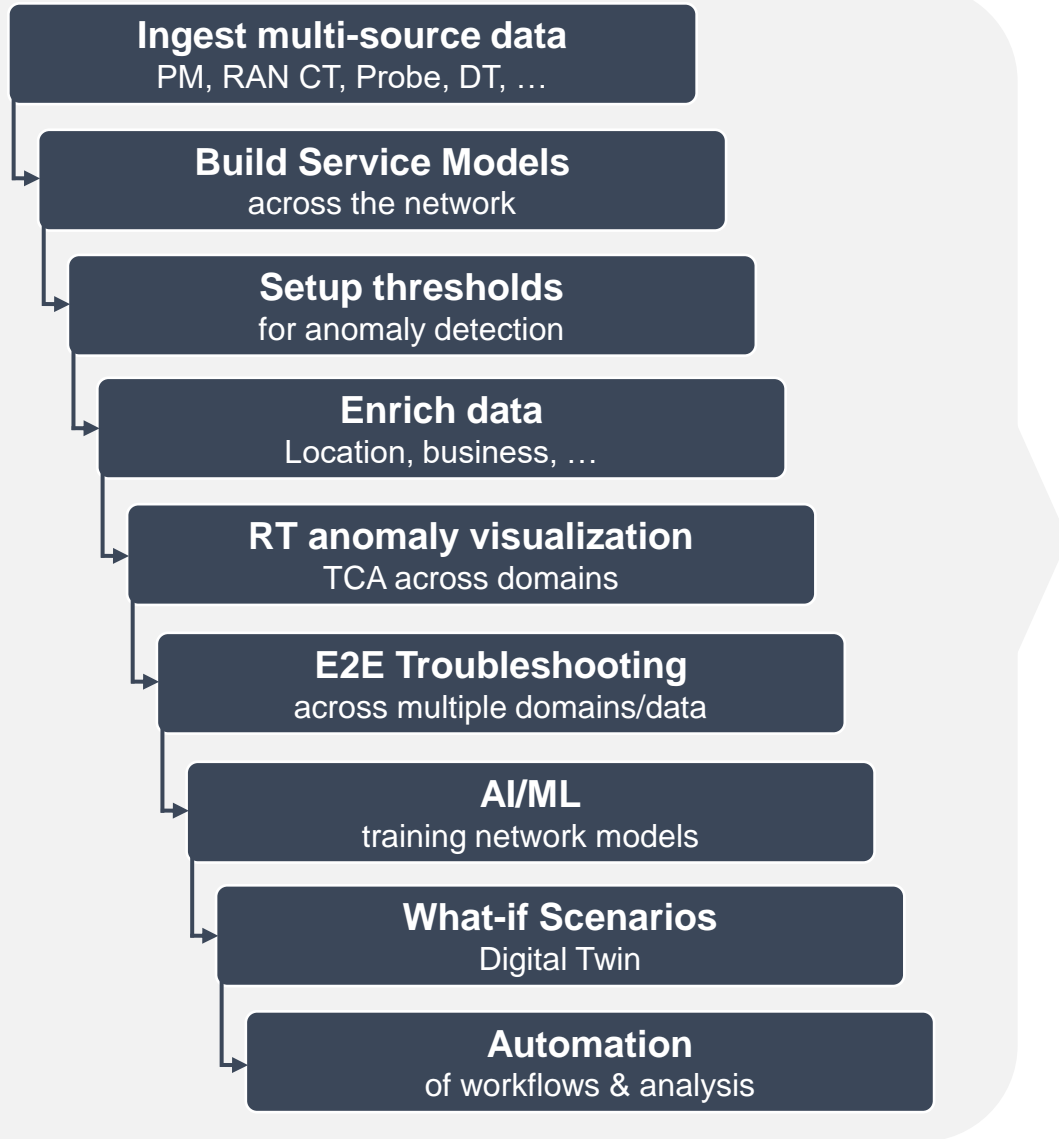 Ingest multi-source data
PM, RAN CT, Probe, DT, …
Build Service Models
across the network
Setup thresholds
for anomaly detection
Enrich data
Location, business, …
RT anomaly visualization
TCA across domains
E2E Troubleshooting
across multiple domains/data
AI/ML
training network models
What-if Scenarios
Digital Twin
Automation
of workflows & analysis